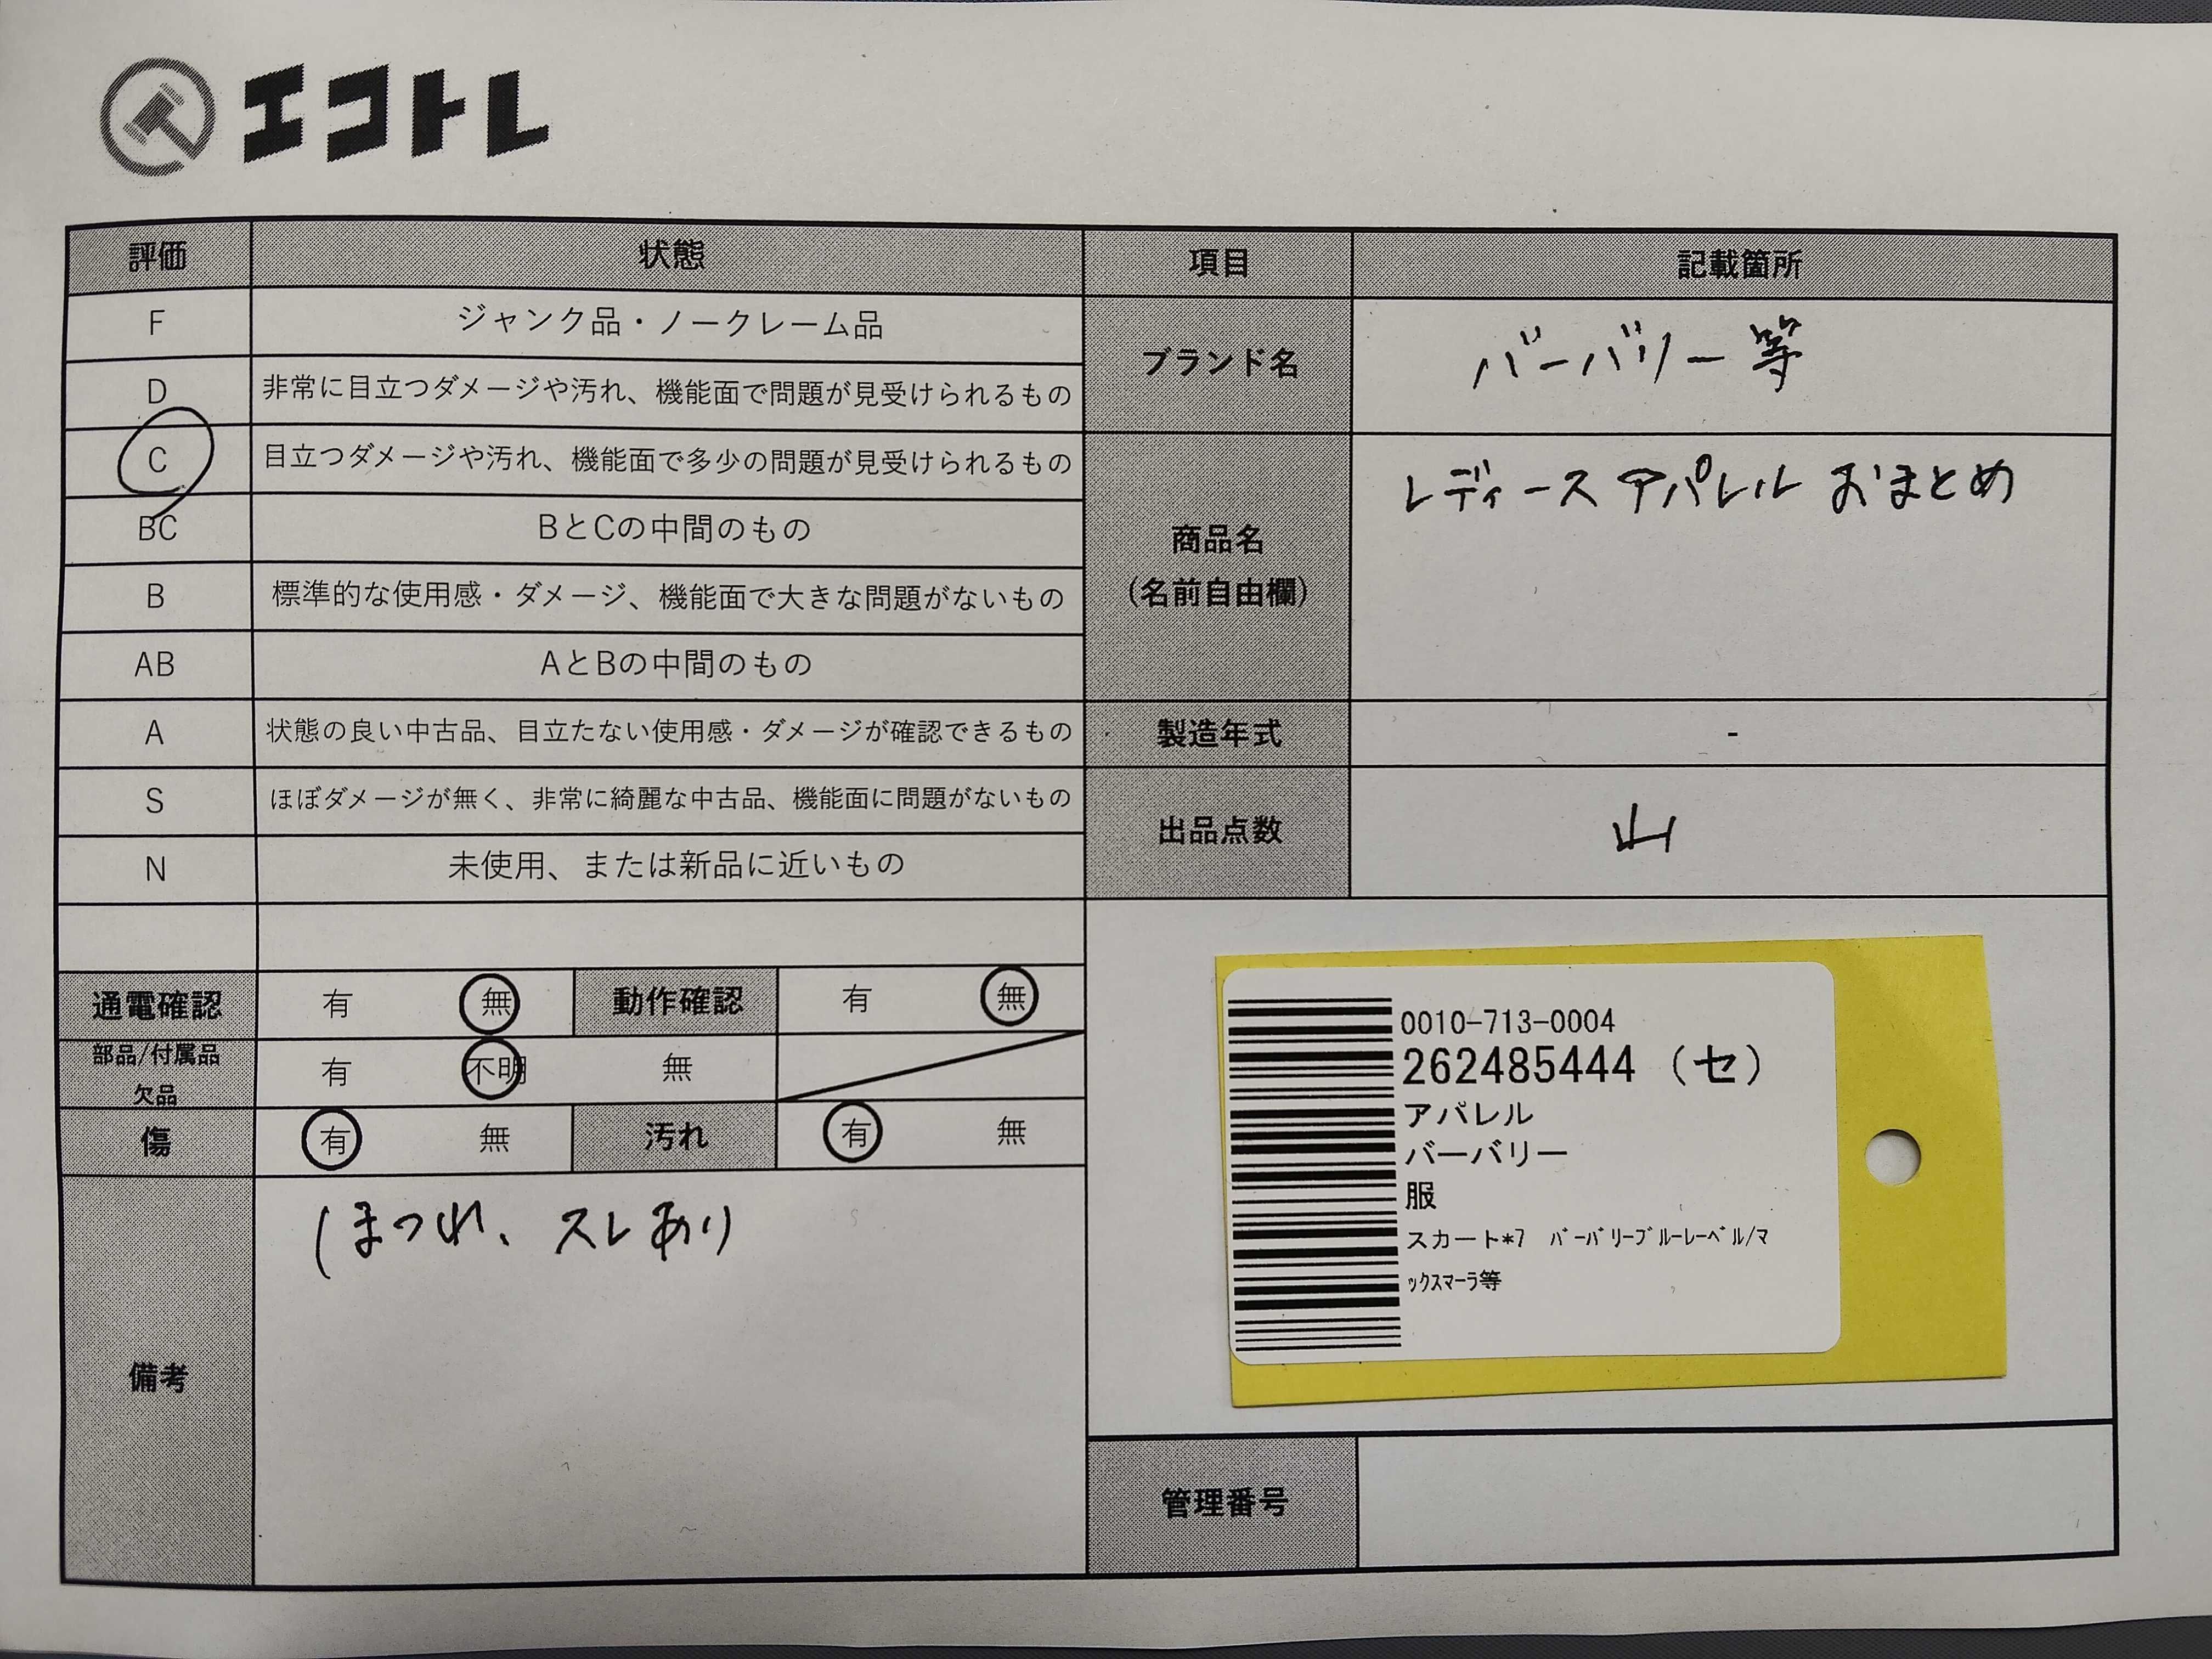 エコトレ
評価 状態 項目 記載箇所
F ジャンク品・ノークレーム品
D 非常に目立つダメージや汚れ、機能面で問題が見受けられるもの
ブランド名 バーバリー等
C 目立つダメージや汚れ、機能面で多少の問題が見受けられるもの
BC BとCの中間のもの
商品名
(名前自由欄)
レディースアパレルおまとめ
B 標準的な使用感・ダメージ、機能面で大きな問題がないもの
AB AとBの中間のもの
A 状態の良い中古品、目立たない使用感・ダメージが確認できるもの
製造年式 -
S ほぼダメージが無く、非常に綺麗な中古品、機能面に問題がないもの
出品点数 山
N 未使用、または新品に近いもの
通電確認 有 無 動作確認 有 無
部品/付属品
欠品
有 不明 無
傷 有 無 汚れ 有 無
備考
ほつれ、スレあり
0010-713-0004
262485444 (セ)
アパレル
バーバリー
服
スカート*7 バーバリーブルーレーベル/マ
ックスマーラ等
管理番号